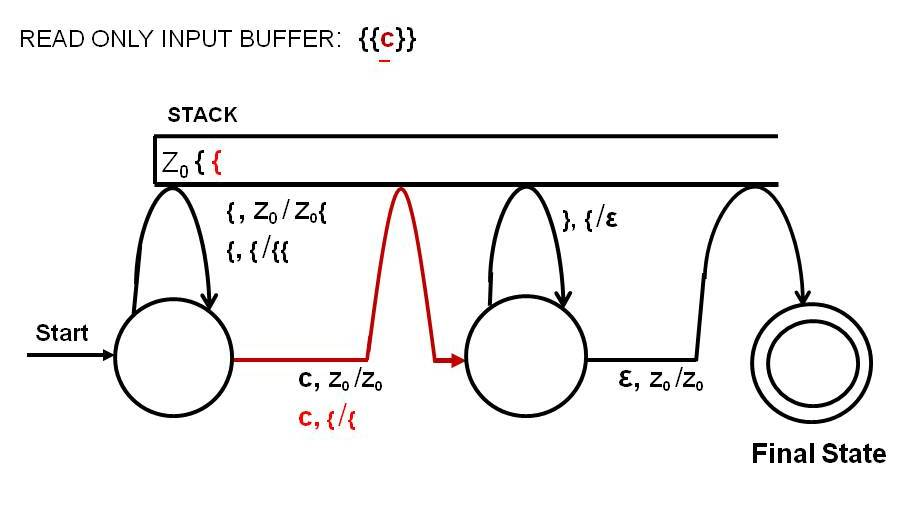 READ ONLY INPUT BUFFER: {{c}}
STACK
Z₀ { {
{, Z₀ / Z₀{
{, { / {{
}, { / ε
Start
c, Z₀ / Z₀
c, { / {
ε, Z₀ / Z₀
Final State